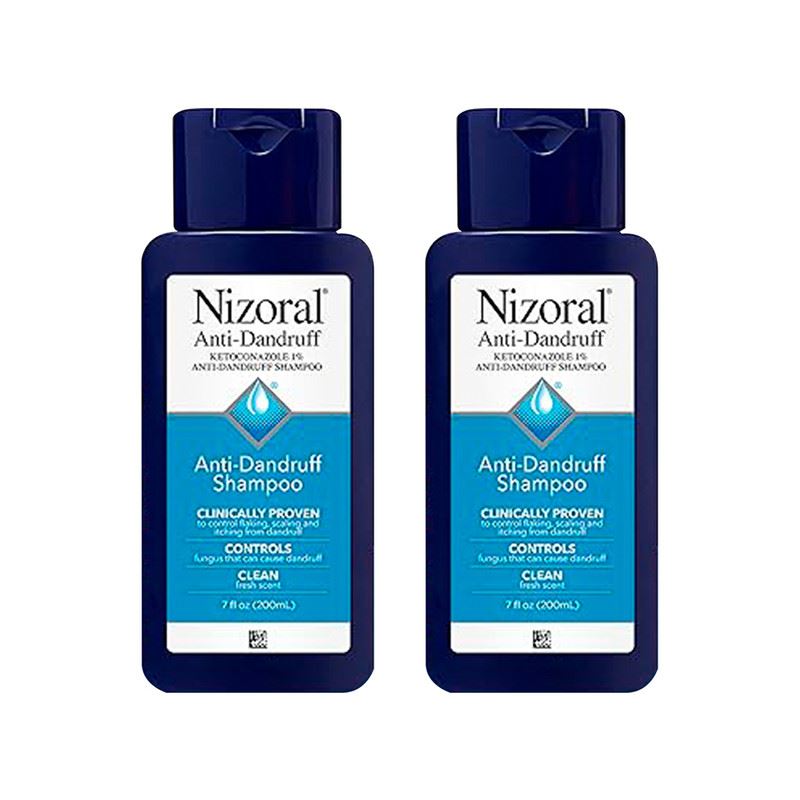 Nizoral®
Anti-Dandruff
KETOCONAZOLE 1%
ANTI-DANDRUFF SHAMPOO
®
Anti-Dandruff
Shampoo
CLINICALLY PROVEN
to control flaking, scaling and
itching from dandruff
CONTROLS
fungus that can cause dandruff
CLEAN
fresh scent
7 fl oz (200mL)
Nizoral®
Anti-Dandruff
KETOCONAZOLE 1%
ANTI-DANDRUFF SHAMPOO
®
Anti-Dandruff
Shampoo
CLINICALLY PROVEN
to control flaking, scaling and
itching from dandruff
CONTROLS
fungus that can cause dandruff
CLEAN
fresh scent
7 fl oz (200mL)